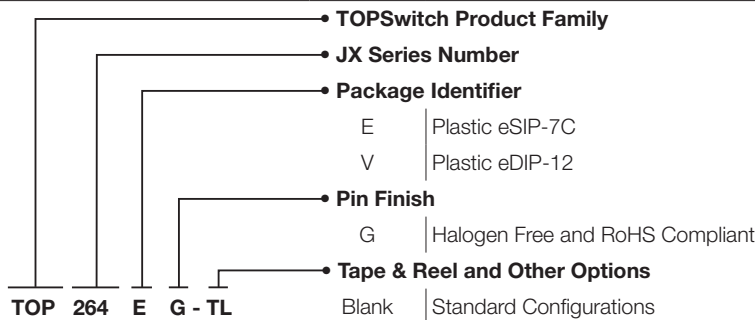 • TOPSwitch Product Family
• JX Series Number
• Package Identifier
E Plastic eSIP-7C
V Plastic eDIP-12
• Pin Finish
G Halogen Free and RoHS Compliant
• Tape & Reel and Other Options
TOP 264 E G - TL Blank Standard Configurations